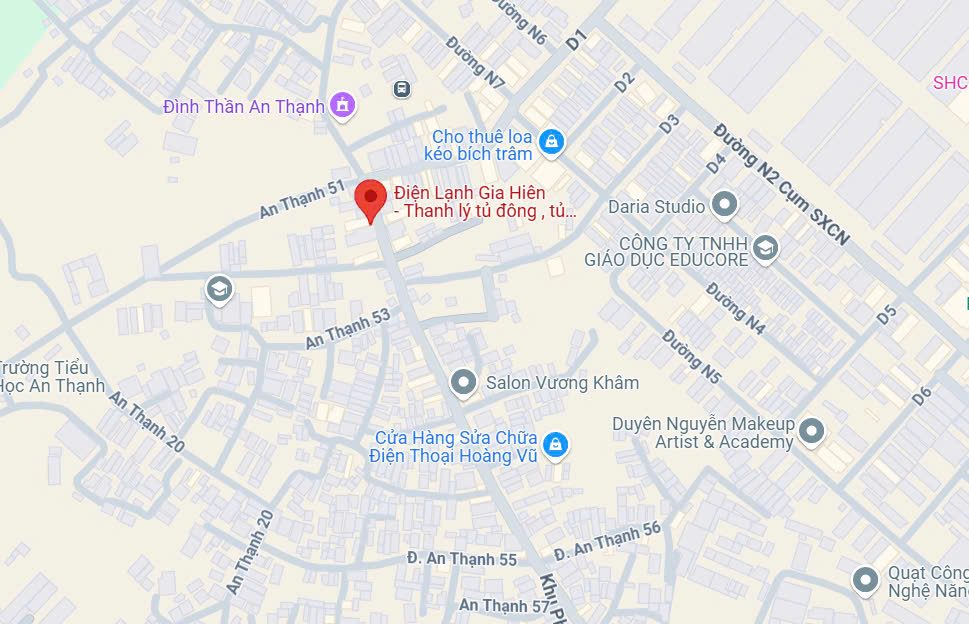 Đường N6
D1
Đường N7
D2
SHC
Đình Thần An Thạnh
Cho thuê loa
kéo bích trâm
D3
Đường N2 Cụm SXCN
D4
An Thạnh 51
Điện Lạnh Gia Hiên
- Thanh lý tủ đông , tủ...
Daria Studio
CÔNG TY TNHH
GIÁO DỤC EDUCORE
Đường N4
D5
An Thạnh 53
Đường N5
Trường Tiểu
Học An Thạnh
Salon Vương Khâm
D6
An Thạnh 20
Duyên Nguyễn Makeup
Artist & Academy
Cửa Hàng Sửa Chữa
Điện Thoại Hoàng Vũ
An Thạnh 20
Đ. An Thạnh 56
Đ. An Thạnh 55
Quạt Công
Nghệ Năn
Khu Ph
An Thạnh 57